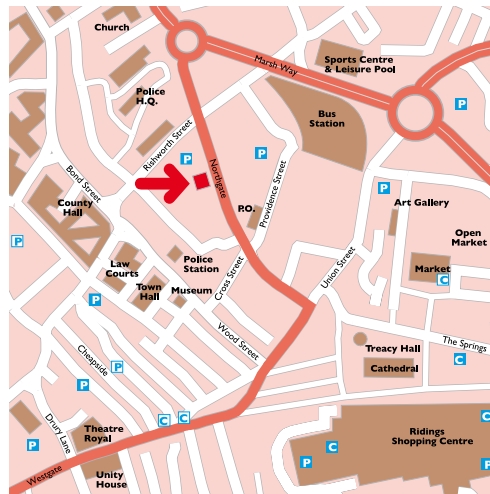 Church
Marsh Way
Sports Centre
& Leisure Pool
Police
H.Q.
P
Bus
Station
Rishworth Street
P
P
Northgate
Bond Street
Providence Street
P
County
Hall
P.O.
Art Gallery
Open
Market
P
Law
Courts
Police
Station
Cross Street
Union Street
Market
C
Town
Hall
Museum
P
Wood Street
The Springs
Treacy Hall
Cathedral
C
Cheapside
P
P
C
C
C
Drury Lane
Theatre
Royal
Ridings
Shopping Centre
P
C
P
P
Westgate
Unity
House